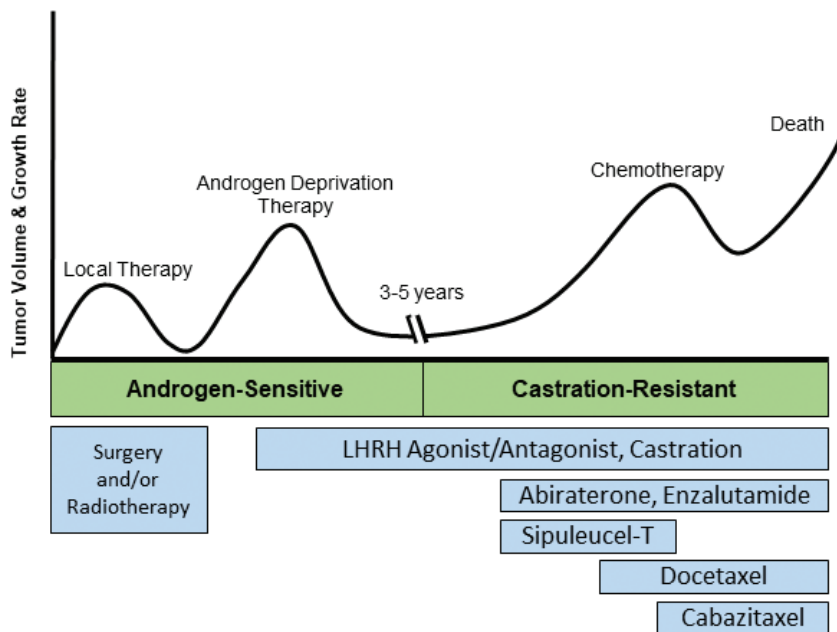 Tumor Volume & Growth Rate
Death
Chemotherapy
Androgen Deprivation
Therapy
Local Therapy
3-5 years
Androgen-Sensitive
Castration-Resistant
Surgery
and/or
Radiotherapy
LHRH Agonist/Antagonist, Castration
Abiraterone, Enzalutamide
Sipuleucel-T
Docetaxel
Cabazitaxel